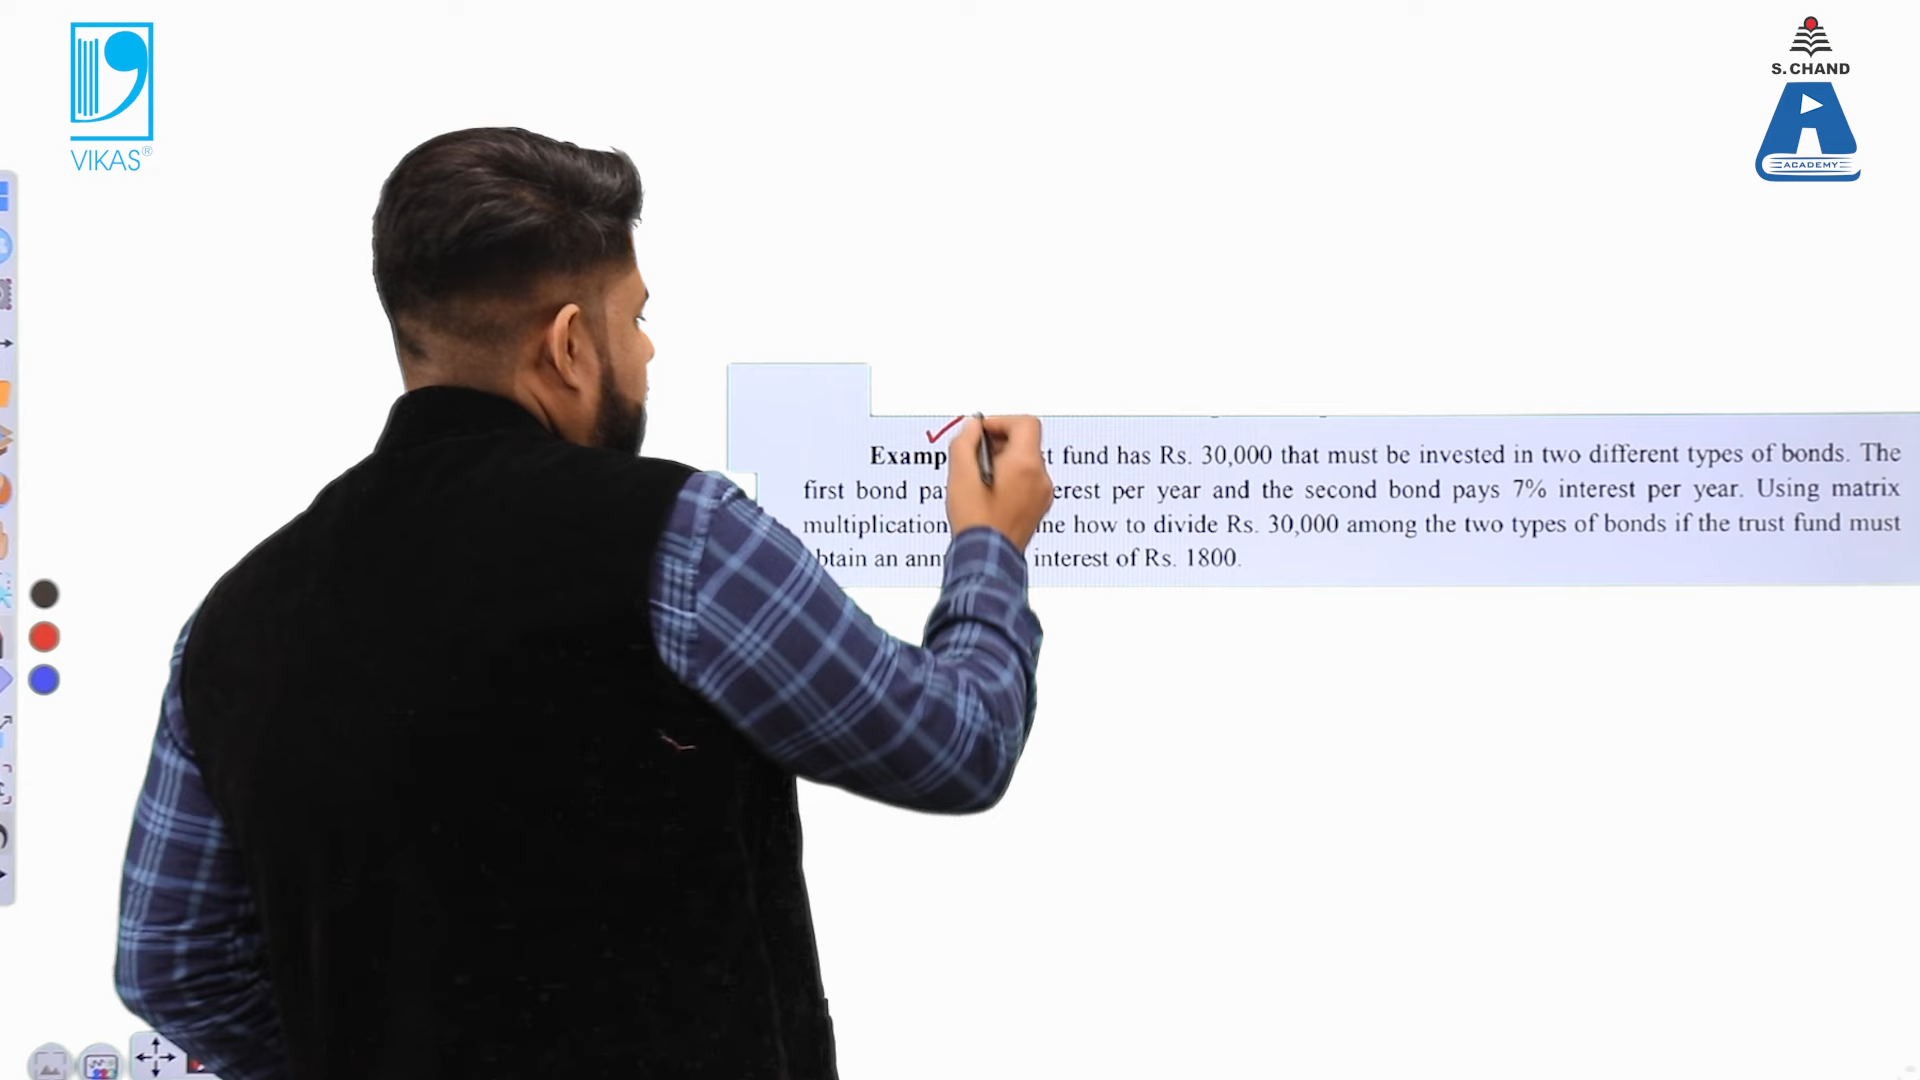 VIKAS®
S. CHAND
ACADEMY
Examp t fund has Rs. 30,000 that must be invested in two different types of bonds. The
first bond pa erest per year and the second bond pays 7% interest per year. Using matrix
multiplication ne how to divide Rs. 30,000 among the two types of bonds if the trust fund must
btain an ann interest of Rs. 1800.